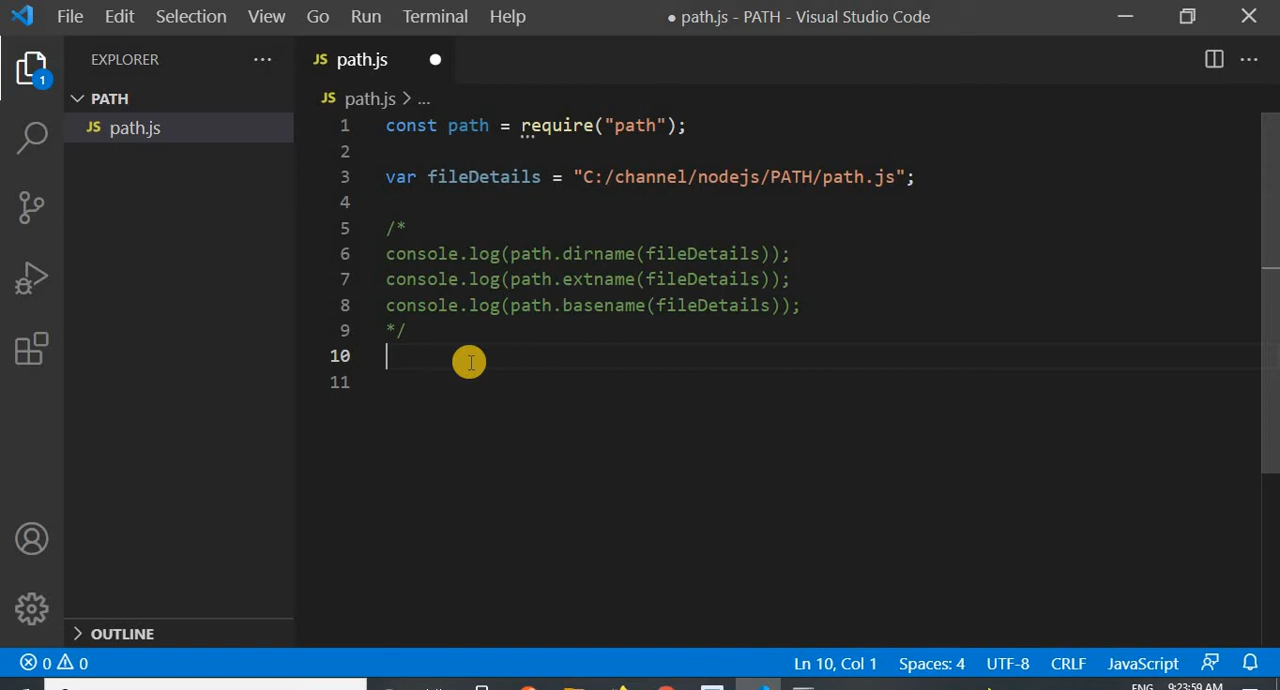 File Edit Selection View Go Run Terminal Help ● path.js - PATH - Visual Studio Code
EXPLORER ... JS path.js ●
PATH
JS path.js
JS path.js > ...
1 const path = require("path");
2
3 var fileDetails = "C:/channel/nodejs/PATH/path.js";
4
5 /*
6 console.log(path.dirname(fileDetails));
7 console.log(path.extname(fileDetails));
8 console.log(path.basename(fileDetails));
9 */
10
11
1
OUTLINE
0 0 Ln 10, Col 1 Spaces: 4 UTF-8 CRLF JavaScript
ENG 9:23:59 AM